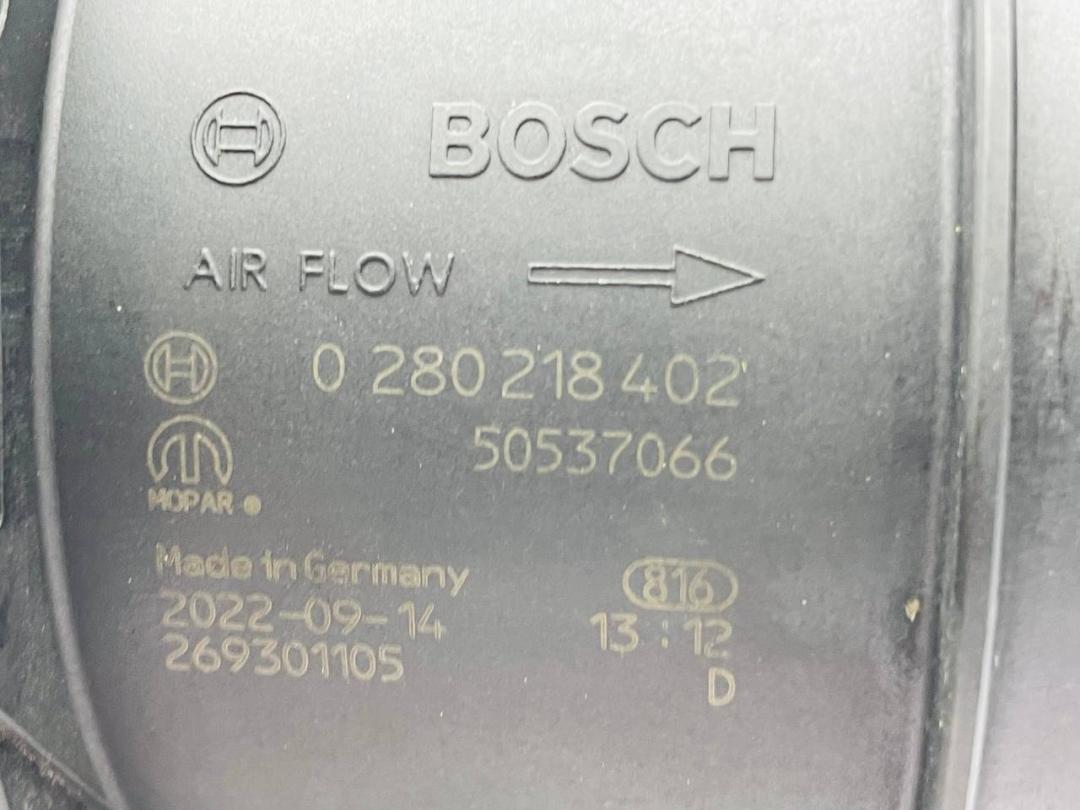 BOSCH
AIR FLOW
0 280 218 402
50537066
MOPAR ®
Made in Germany
816
2022-09-14
13:12
269301105
D